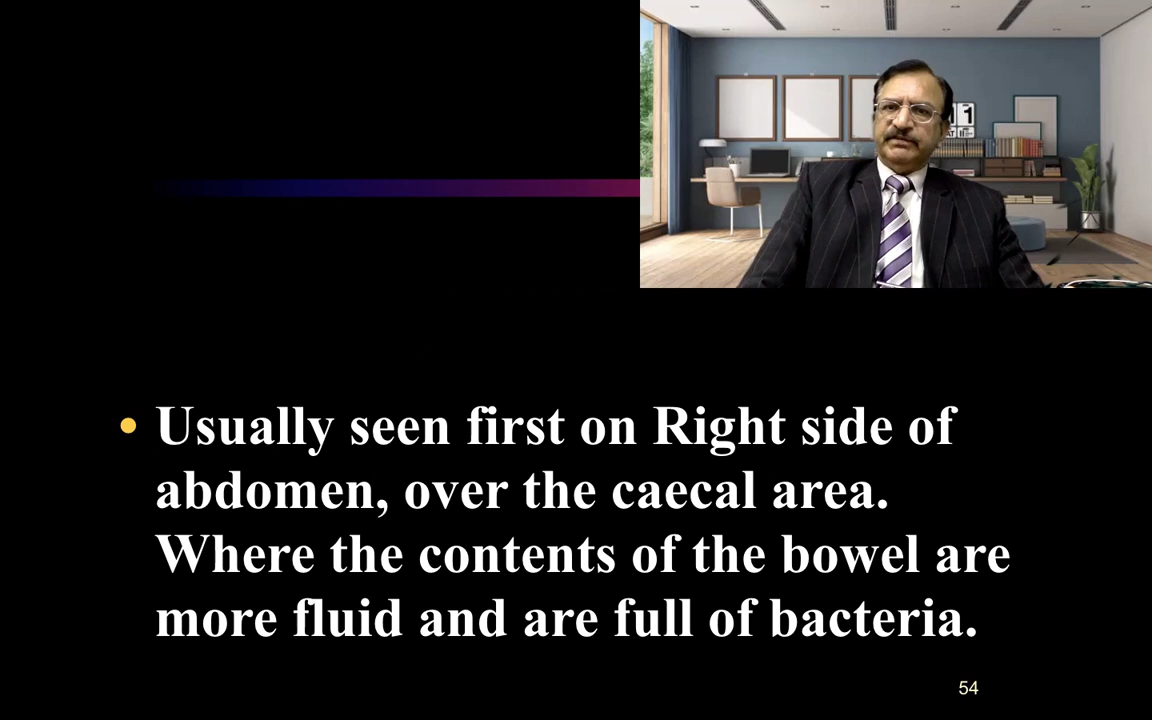 • Usually seen first on Right side of
abdomen, over the caecal area.
Where the contents of the bowel are
more fluid and are full of bacteria.
54